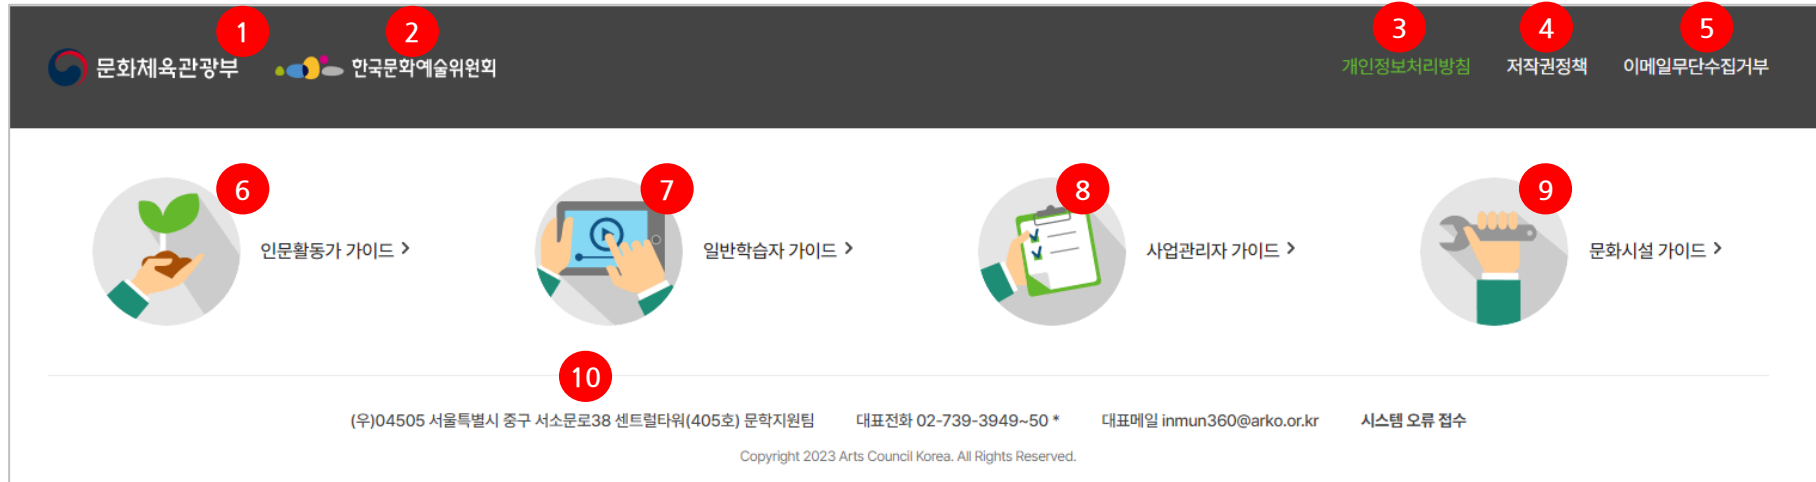 1 2 3 4 5
문화체육관광부 한국문화예술위원회 개인정보처리방침 저작권정책 이메일무단수집거부
6 7 8 9
인문활동가 가이드 > 일반학습자 가이드 > 사업관리자 가이드 > 문화시설 가이드 >
10
(우)04505 서울특별시 중구 서소문로38 센트럴타워(405호) 문학지원팀 대표전화 02-739-3949~50 * 대표메일 inmun360@arko.or.kr 시스템 오류 접수
Copyright 2023 Arts Council Korea. All Rights Reserved.